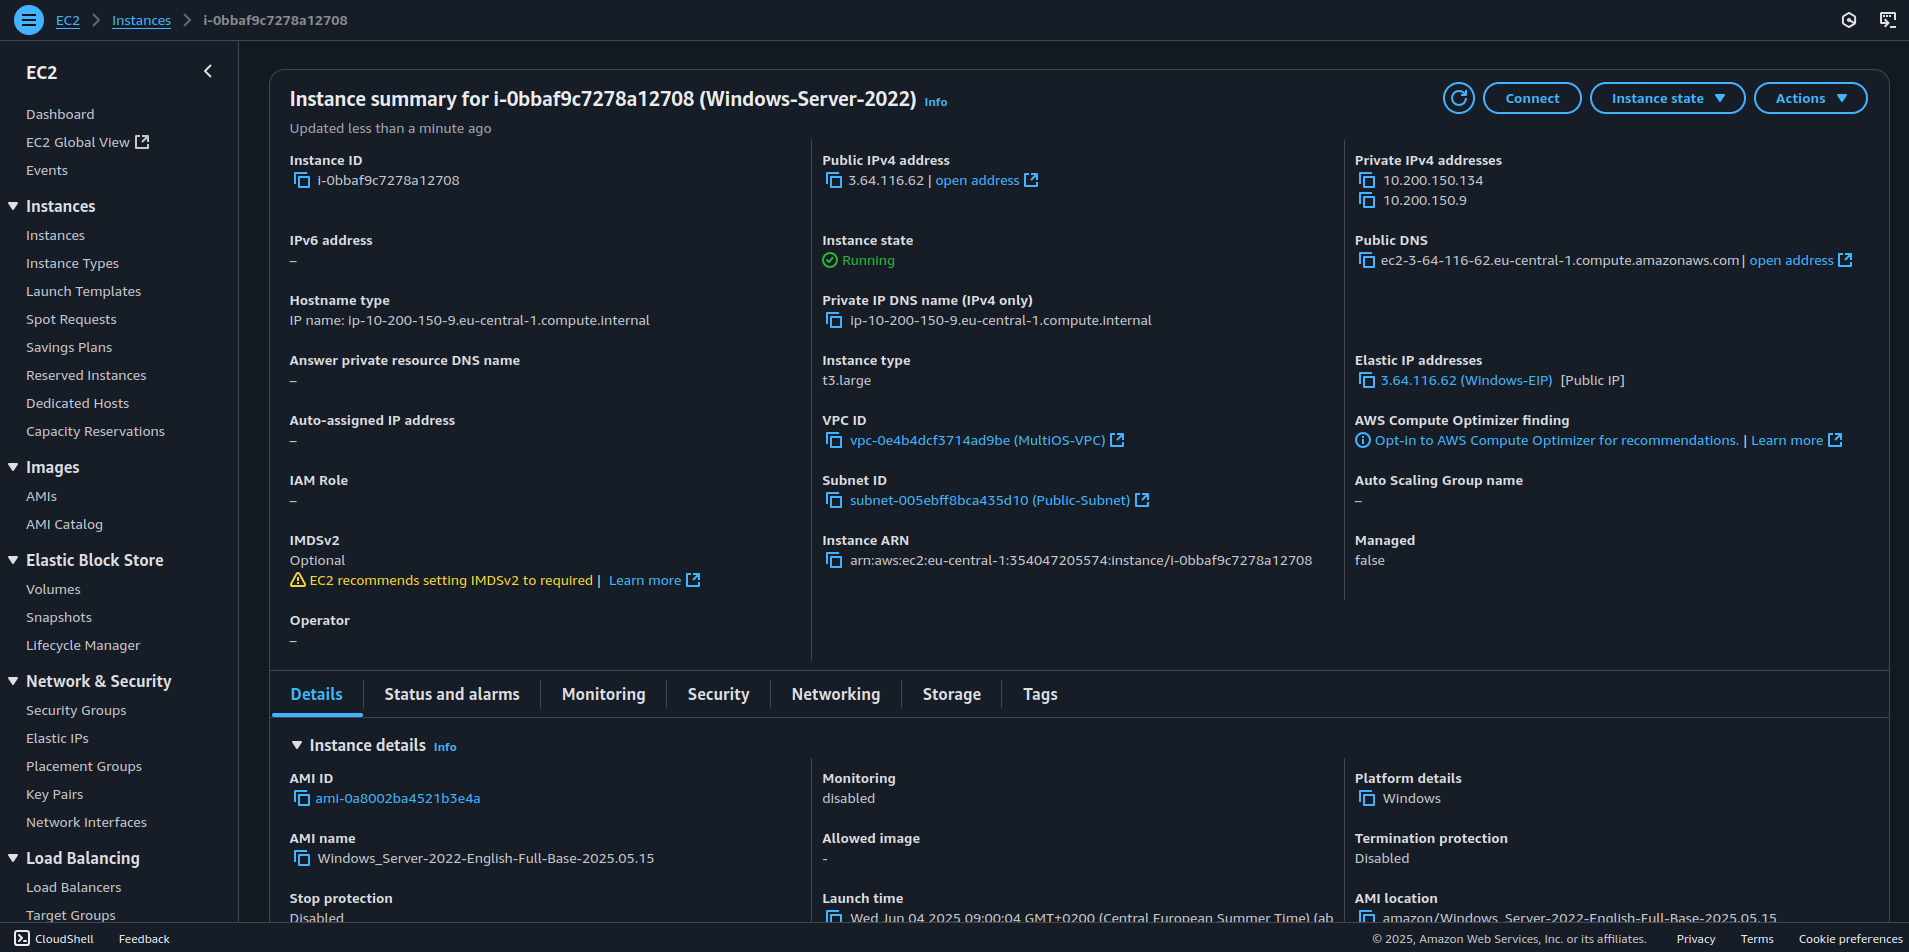 EC2 > Instances > i-0bbaf9c7278a12708
EC2
Dashboard
EC2 Global View
Events
Instances
Instances
Instance Types
Launch Templates
Spot Requests
Savings Plans
Reserved Instances
Dedicated Hosts
Capacity Reservations
Images
AMIs
AMI Catalog
Elastic Block Store
Volumes
Snapshots
Lifecycle Manager
Network & Security
Security Groups
Elastic IPs
Placement Groups
Key Pairs
Network Interfaces
Load Balancing
Load Balancers
Target Groups
Instance summary for i-0bbaf9c7278a12708 (Windows-Server-2022) Info
Updated less than a minute ago
Connect
Instance state
Actions
Instance ID
i-0bbaf9c7278a12708
Public IPv4 address
3.64.116.62 | open address
Private IPv4 addresses
10.200.150.134
10.200.150.9
IPv6 address
–
Instance state
Running
Public DNS
ec2-3-64-116-62.eu-central-1.compute.amazonaws.com | open address
Hostname type
IP name: ip-10-200-150-9.eu-central-1.compute.internal
Private IP DNS name (IPv4 only)
ip-10-200-150-9.eu-central-1.compute.internal
Answer private resource DNS name
–
Instance type
t3.large
Elastic IP addresses
3.64.116.62 (Windows-EIP) [Public IP]
Auto-assigned IP address
–
VPC ID
vpc-0e4b4dcf3714ad9be (MultIOS-VPC)
AWS Compute Optimizer finding
Opt-in to AWS Compute Optimizer for recommendations. | Learn more
IAM Role
–
Subnet ID
subnet-005ebff8bca435d10 (Public-Subnet)
Auto Scaling Group name
–
IMDSv2
Optional
EC2 recommends setting IMDSv2 to required | Learn more
Instance ARN
arn:aws:ec2:eu-central-1:354047205574:instance/i-0bbaf9c7278a12708
Managed
false
Operator
–
Details
Status and alarms
Monitoring
Security
Networking
Storage
Tags
Instance details Info
AMI ID
ami-0a8002ba4521b3e4a
Monitoring
disabled
Platform details
Windows
AMI name
Windows_Server-2022-English-Full-Base-2025.05.15
Allowed image
-
Termination protection
Disabled
Stop protection
Disabled
Launch time
Wed Jun 04 2025 09:00:04 GMT+0200 (Central European Summer Time) (ab
AMI location
amazon/Windows_Server-2022-English-Full-Base-2025.05.15
CloudShell
Feedback
© 2025, Amazon Web Services, Inc. or its affiliates.
Privacy
Terms
Cookie preferences